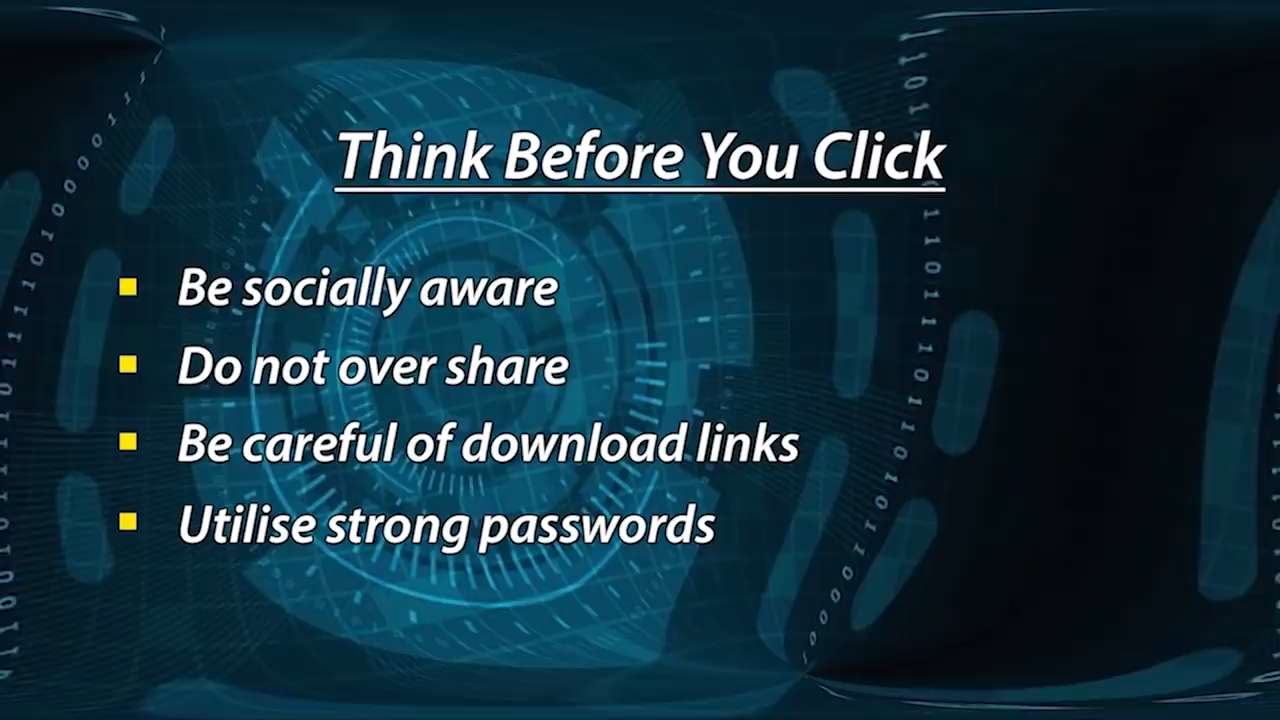 Think Before You Click
Be socially aware
Do not over share
Be careful of download links
Utilise strong passwords